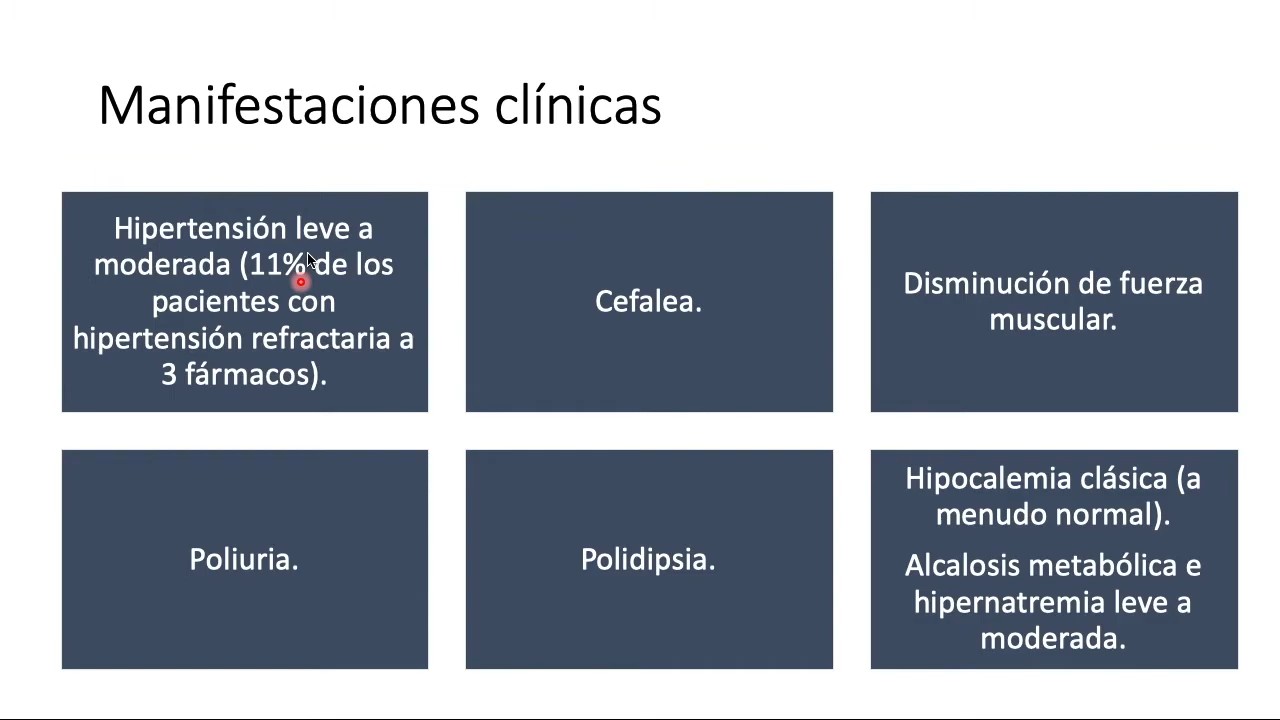 Manifestaciones clínicas
Hipertensión leve a
moderada (11% de los
pacientes con
hipertensión refractaria a
3 fármacos).
Cefalea.
Disminución de fuerza
muscular.
Poliuria.
Polidipsia.
Hipocalemia clásica (a
menudo normal).
Alcalosis metabólica e
hipernatremia leve a
moderada.